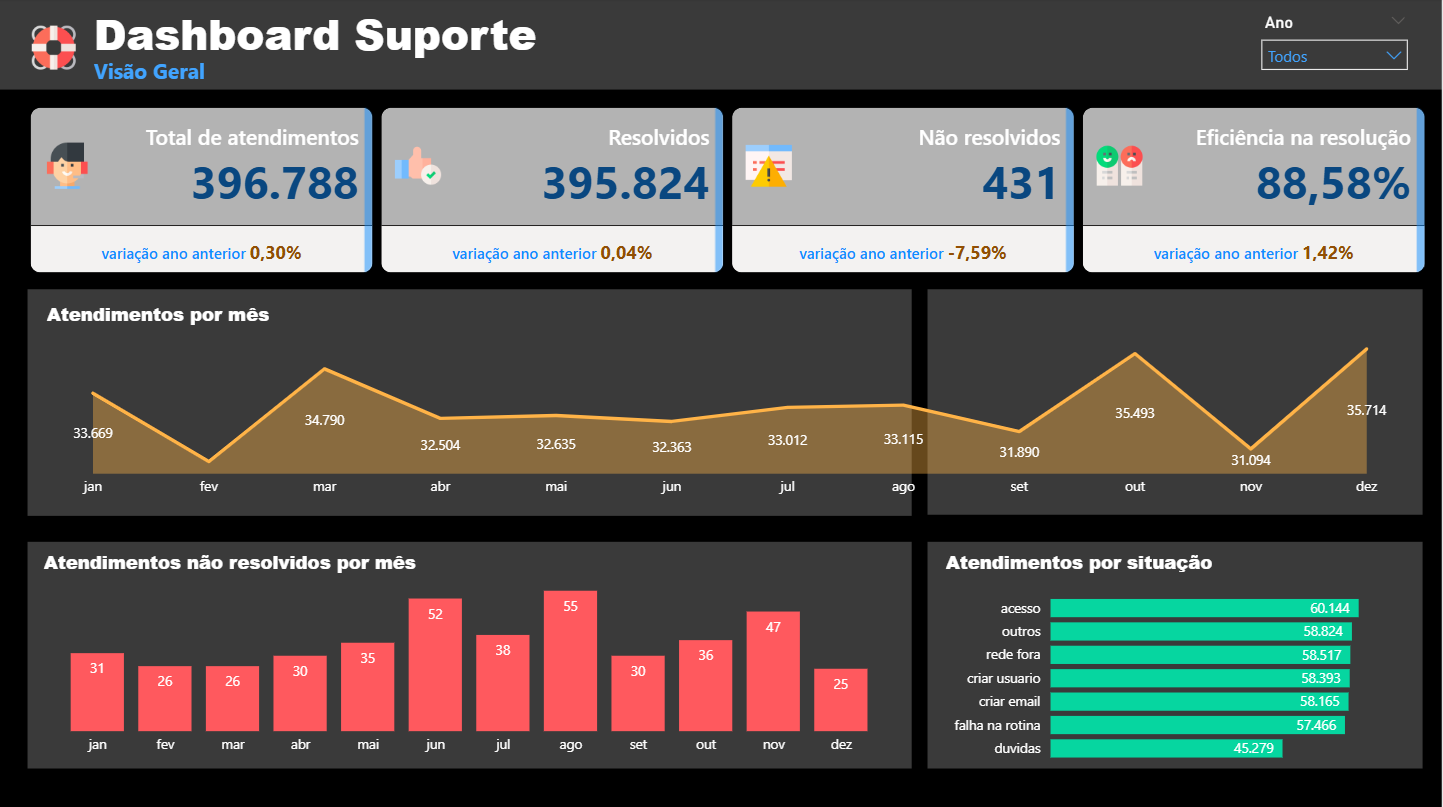 Dashboard Suporte
Visão Geral
Ano
Todos
Total de atendimentos
396.788
variação ano anterior 0,30%
Resolvidos
395.824
variação ano anterior 0,04%
Não resolvidos
431
variação ano anterior -7,59%
Eficiência na resolução
88,58%
variação ano anterior 1,42%
Atendimentos por mês
33.669
34.790
32.504
32.635
32.363
33.012
33.115
31.890
35.493
31.094
35.714
jan fev mar abr mai jun jul ago set out nov dez
Atendimentos não resolvidos por mês
31 26 26 30 35 52 38 55 30 36 47 25
jan fev mar abr mai jun jul ago set out nov dez
Atendimentos por situação
acesso 60.144
outros 58.824
rede fora 58.517
criar usuario 58.393
criar email 58.165
falha na rotina 57.466
duvidas 45.279